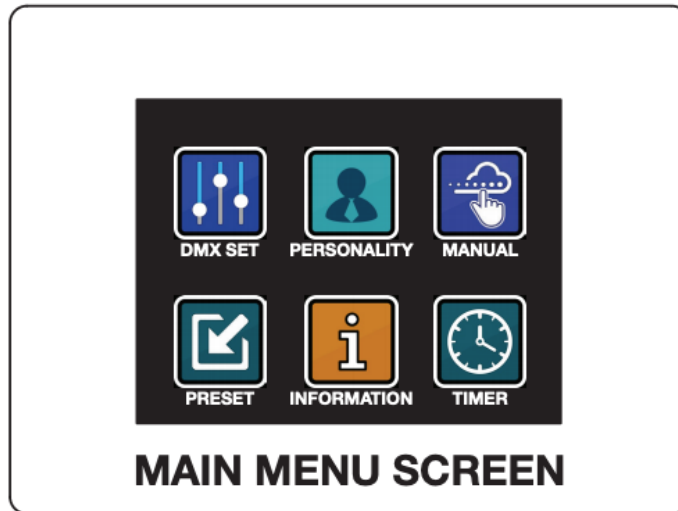 DMX SET PERSONALITY MANUAL
PRESET INFORMATION TIMER
MAIN MENU SCREEN